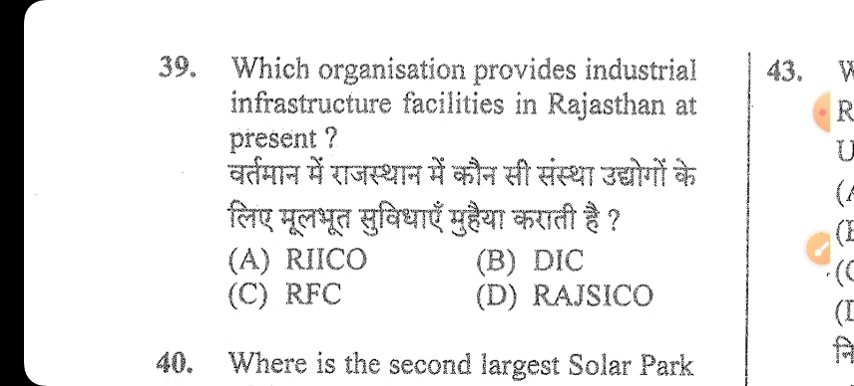 39. Which organisation provides industrial
infrastructure facilities in Rajasthan at
present ?
वर्तमान में राजस्थान में कौन सी संस्था उद्योगों के
लिए मूलभूत सुविधाएँ मुहैया कराती है ?
(A) RIICO (B) DIC
(C) RFC (D) RAJSICO
40. Where is the second largest Solar Park
43.
R
U